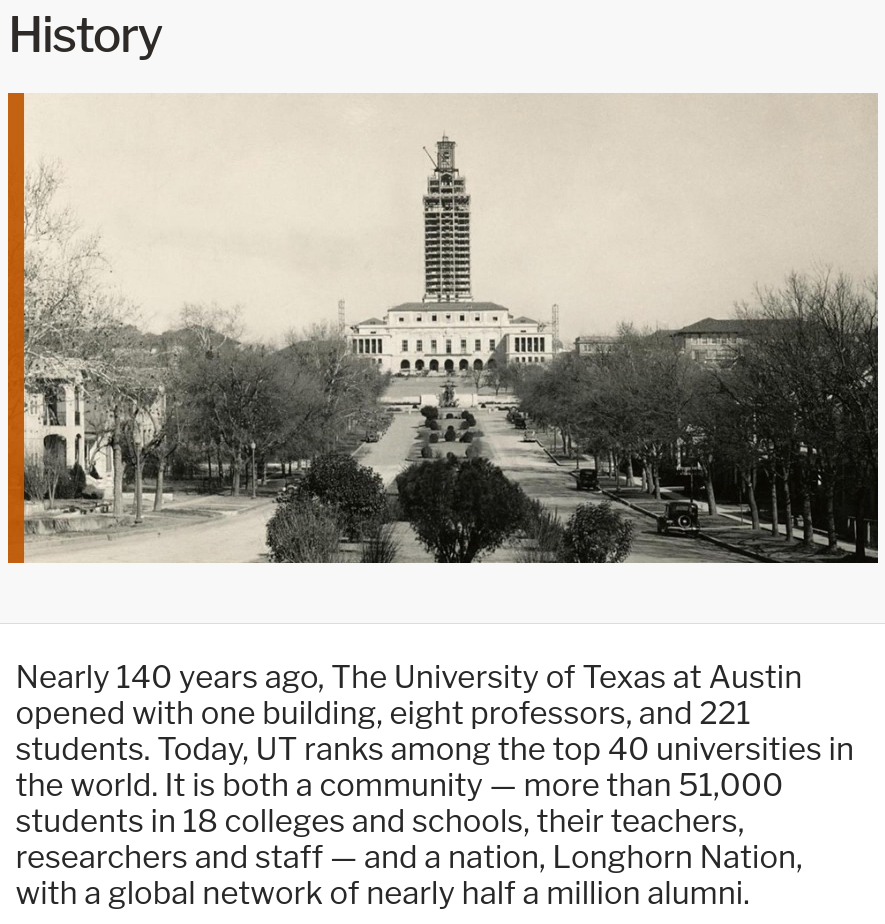 History
Nearly 140 years ago, The University of Texas at Austin
opened with one building, eight professors, and 221
students. Today, UT ranks among the top 40 universities in
the world. It is both a community — more than 51,000
students in 18 colleges and schools, their teachers,
researchers and staff — and a nation, Longhorn Nation,
with a global network of nearly half a million alumni.